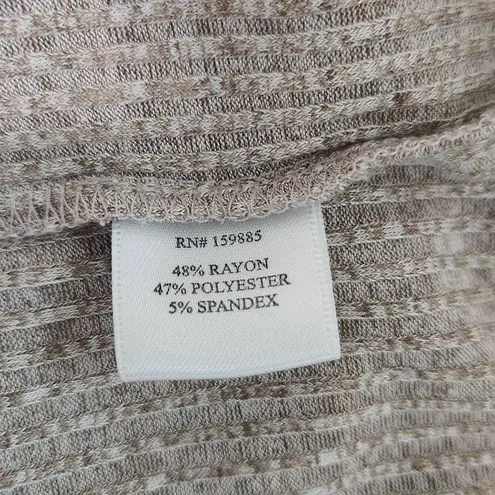 RN# 159885
48% RAYON
47% POLYESTER
5% SPANDEX